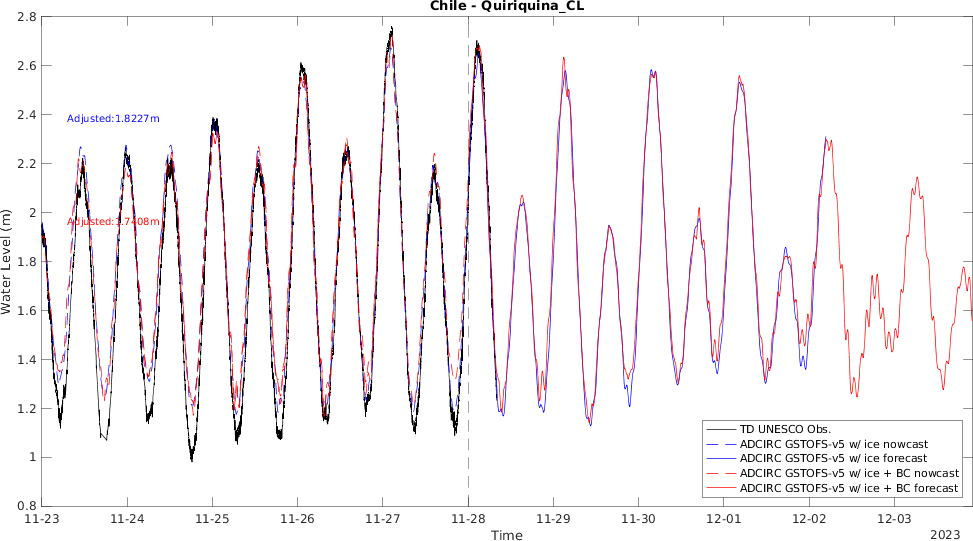 Chile - Quiriquina_CL
2.8
2.6
2.4
2.2
2
1.8
1.6
1.4
1.2
1
0.8
Water Level (m)
Adjusted:1.8227m
Adjusted:1.7408m
TD UNESCO Obs.
ADCIRC GSTOFS-v5 w/ ice nowcast
ADCIRC GSTOFS-v5 w/ ice forecast
ADCIRC GSTOFS-v5 w/ ice + BC nowcast
ADCIRC GSTOFS-v5 w/ ice + BC forecast
11-23 11-24 11-25 11-26 11-27 11-28 11-29 11-30 12-01 12-02 12-03
Time
2023